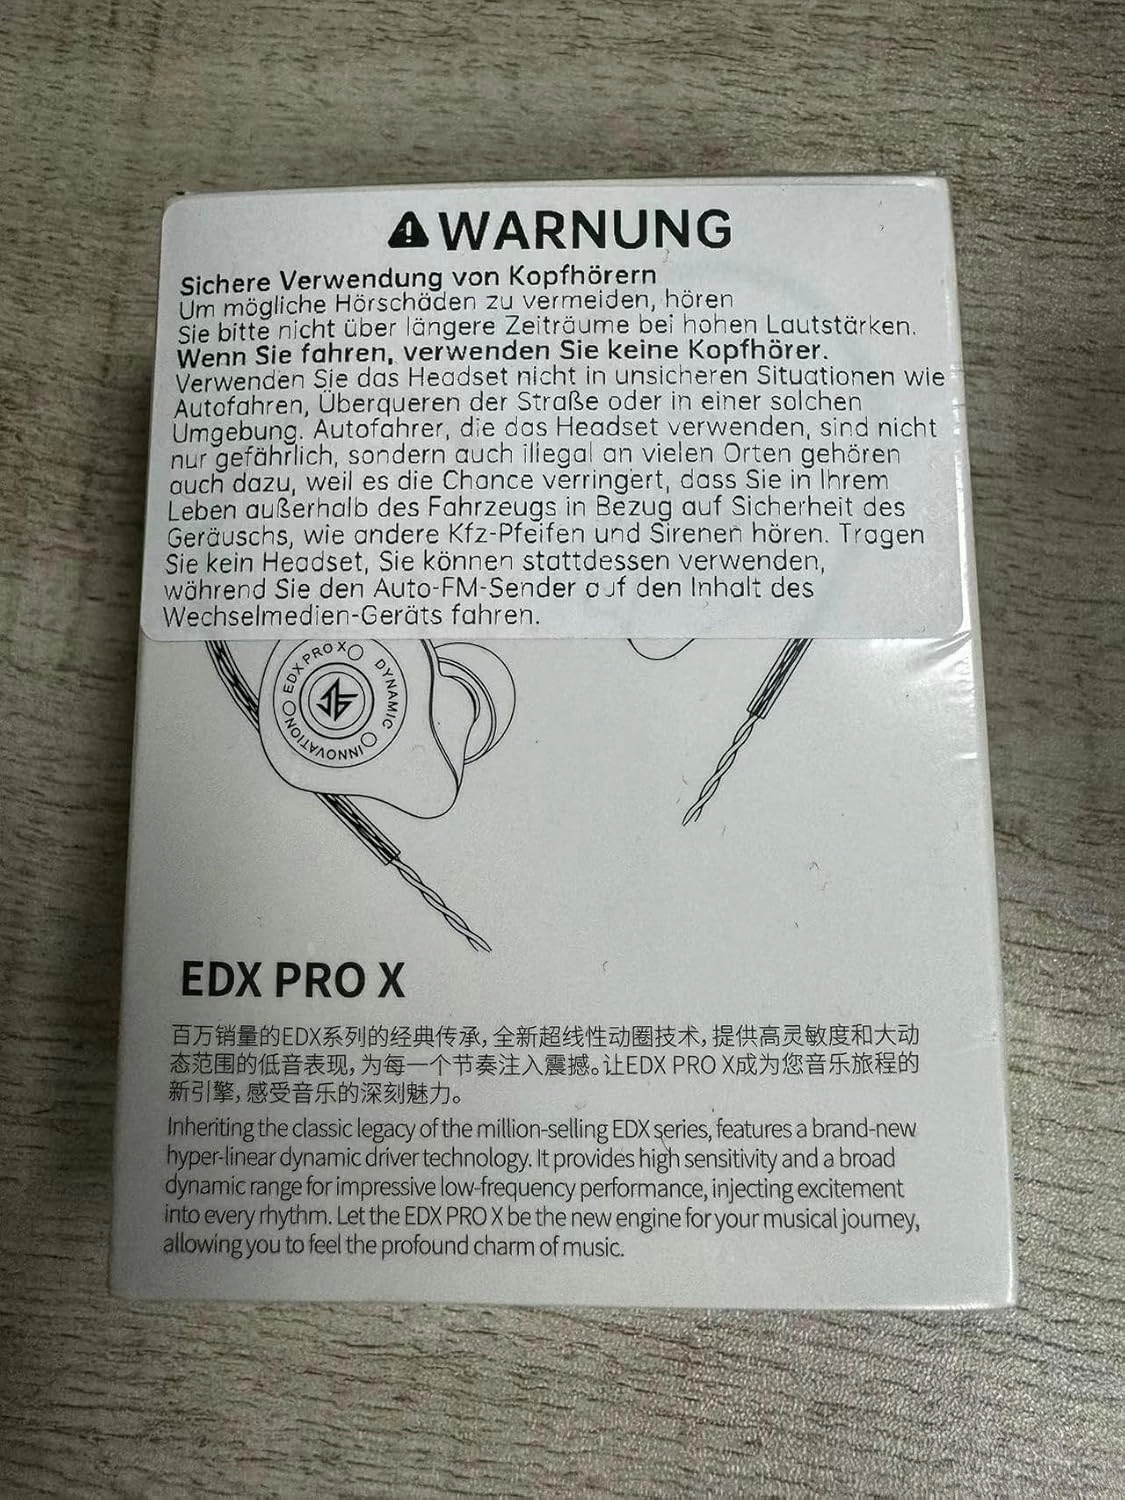 WARNUNG
Sichere Verwendung von Kopfhörern
Um mögliche Hörschäden zu vermeiden, hören
Sie bitte nicht über längere Zeiträume bei hohen Lautstärken.
Wenn Sie fahren, verwenden Sie keine Kopfhörer.
Verwenden Sie das Headset nicht in unsicheren Situationen wie
Autofahren, Überqueren der Straße oder in einer solchen
Umgebung. Autofahrer, die das Headset verwenden, sind nicht
nur gefährlich, sondern auch illegal an vielen Orten gehören
auch dazu, weil es die Chance verringert, dass Sie in Ihrem
Leben außerhalb des Fahrzeugs in Bezug auf Sicherheit des
Geräuschs, wie andere Kfz-Pfeifen und Sirenen hören. Tragen
Sie kein Headset, Sie können stattdessen verwenden,
während Sie den Auto-FM-Sender auf den Inhalt des
Wechselmedien-Geräts fahren.
EDX PRO X
DYNAMIC
INNOVATION
EDX PRO X
百万销量的EDX系列的经典传承，全新超线性动圈技术，提供高灵敏度和大动
态范围的低音表现，为每一个节奏注入震撼。让EDX PRO X成为您音乐旅程的
新引擎，感受音乐的深刻魅力。
Inheriting the classic legacy of the million-selling EDX series, features a brand-new
hyper-linear dynamic driver technology. It provides high sensitivity and a broad
dynamic range for impressive low-frequency performance, injecting excitement
into every rhythm. Let the EDX PRO X be the new engine for your musical journey,
allowing you to feel the profound charm of music.